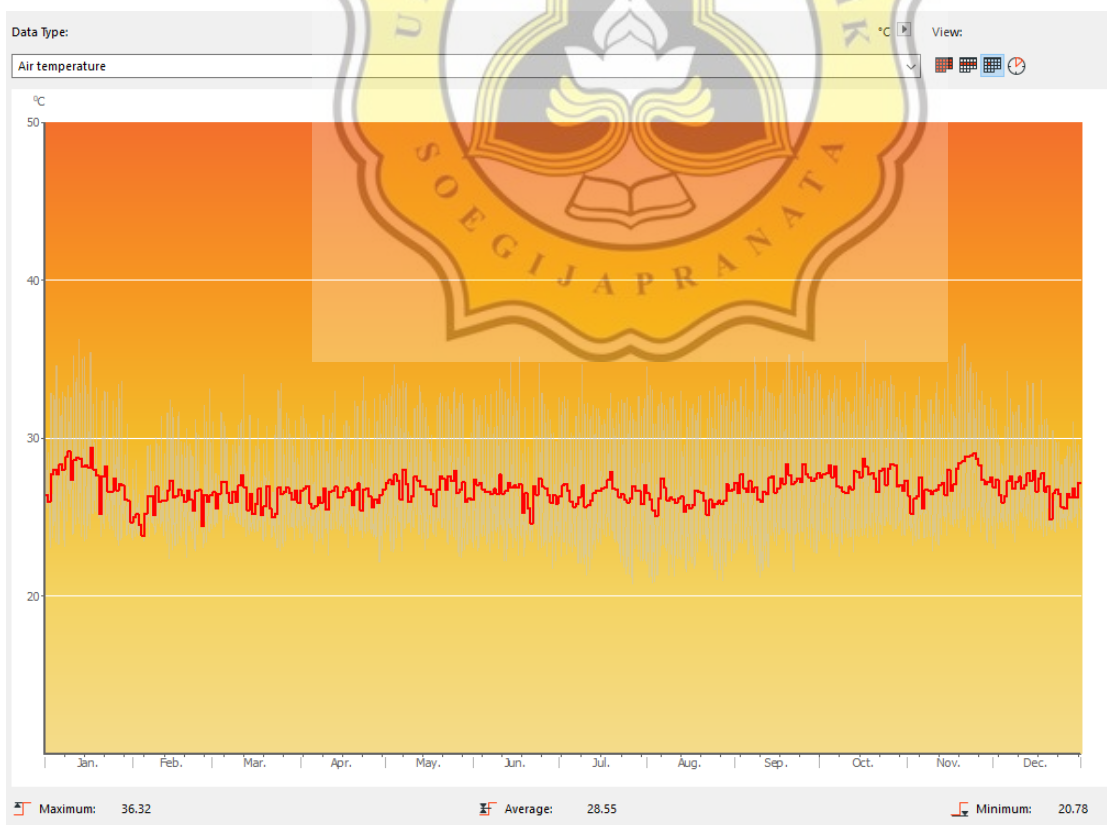 Data Type:
°C
View:
Air temperature
SOEGIJAPRANATA
°C
50
40
30
20
Jan. Feb. Mar. Apr. May. Jun. Jul. Aug. Sep. Oct. Nov. Dec.
Maximum: 36.32 Average: 28.55 Minimum: 20.78